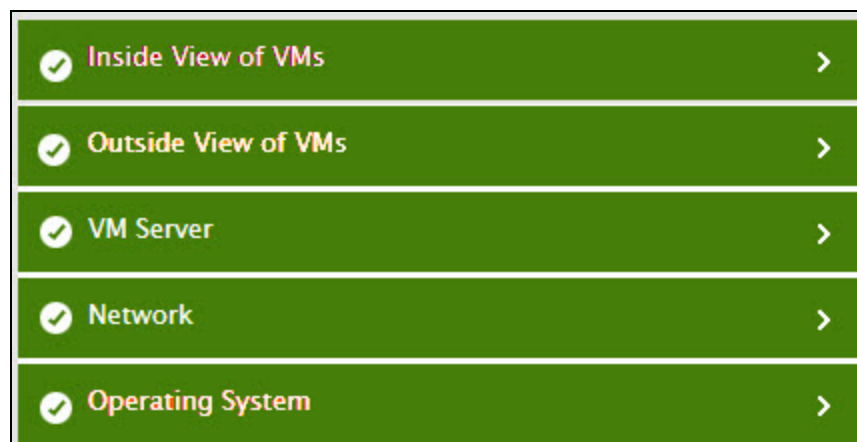 Inside View of VMs
Outside View of VMs
VM Server
Network
Operating System